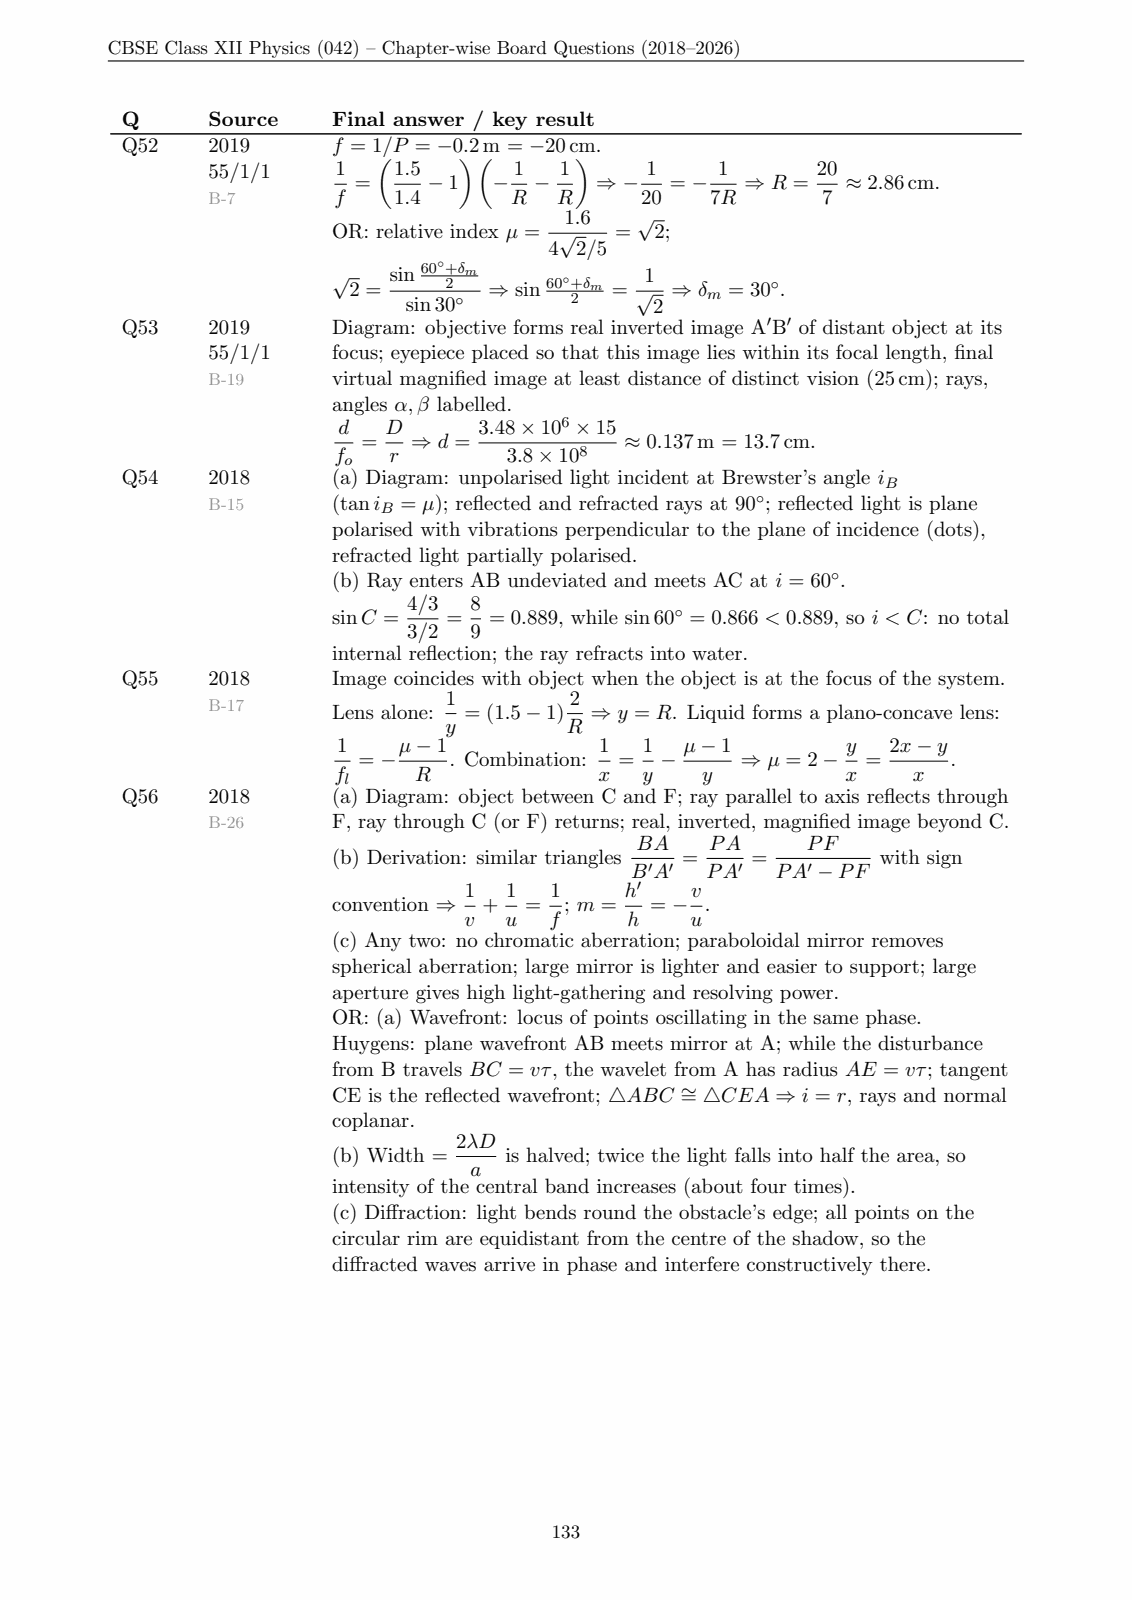 CBSE Class XII Physics (042) – Chapter-wise Board Questions (2018–2026)
Q Source Final answer / key result
Q52 2019 f = 1/P = −0.2 m = −20 cm.
55/1/1 1/f = (1.5/1.4 − 1)(−1/R − 1/R) ⇒ −1/20 = −1/7R ⇒ R = 20/7 ≈ 2.86 cm.
B-7
OR: relative index μ = 1.6/(4√2/5) = √2;
√2 = sin (60°+δm)/2 / sin 30° ⇒ sin (60°+δm)/2 = 1/√2 ⇒ δm = 30°.
Q53 2019 Diagram: objective forms real inverted image A′B′ of distant object at its
55/1/1 focus; eyepiece placed so that this image lies within its focal length, final
B-19 virtual magnified image at least distance of distinct vision (25 cm); rays,
angles α, β labelled.
d/fo = D/r ⇒ d = (3.48 × 10⁶ × 15)/(3.8 × 10⁸) ≈ 0.137 m = 13.7 cm.
Q54 2018 (a) Diagram: unpolarised light incident at Brewster’s angle iB
B-15 (tan iB = μ); reflected and refracted rays at 90°; reflected light is plane
polarised with vibrations perpendicular to the plane of incidence (dots),
refracted light partially polarised.
(b) Ray enters AB undeviated and meets AC at i = 60°.
sin C = (4/3)/(3/2) = 8/9 = 0.889, while sin 60° = 0.866 < 0.889, so i < C: no total
internal reflection; the ray refracts into water.
Q55 2018 Image coincides with object when the object is at the focus of the system.
B-17 Lens alone: 1/y = (1.5 − 1) 2/R ⇒ y = R. Liquid forms a plano-concave lens:
1/fl = −(μ − 1)/R. Combination: 1/x = 1/y − (μ − 1)/y ⇒ μ = 2 − y/x = (2x − y)/x.
Q56 2018 (a) Diagram: object between C and F; ray parallel to axis reflects through
B-26 F, ray through C (or F) returns; real, inverted, magnified image beyond C.
(b) Derivation: similar triangles BA/B′A′ = PA/PA′ = PF/(PA′ − PF) with sign
convention ⇒ 1/v + 1/u = 1/f; m = h′/h = −v/u.
(c) Any two: no chromatic aberration; paraboloidal mirror removes
spherical aberration; large mirror is lighter and easier to support; large
aperture gives high light-gathering and resolving power.
OR: (a) Wavefront: locus of points oscillating in the same phase.
Huygens: plane wavefront AB meets mirror at A; while the disturbance
from B travels BC = vτ, the wavelet from A has radius AE = vτ; tangent
CE is the reflected wavefront; △ABC ≅ △CEA ⇒ i = r, rays and normal
coplanar.
(b) Width = 2λD/a is halved; twice the light falls into half the area, so
intensity of the central band increases (about four times).
(c) Diffraction: light bends round the obstacle’s edge; all points on the
circular rim are equidistant from the centre of the shadow, so the
diffracted waves arrive in phase and interfere constructively there.
133